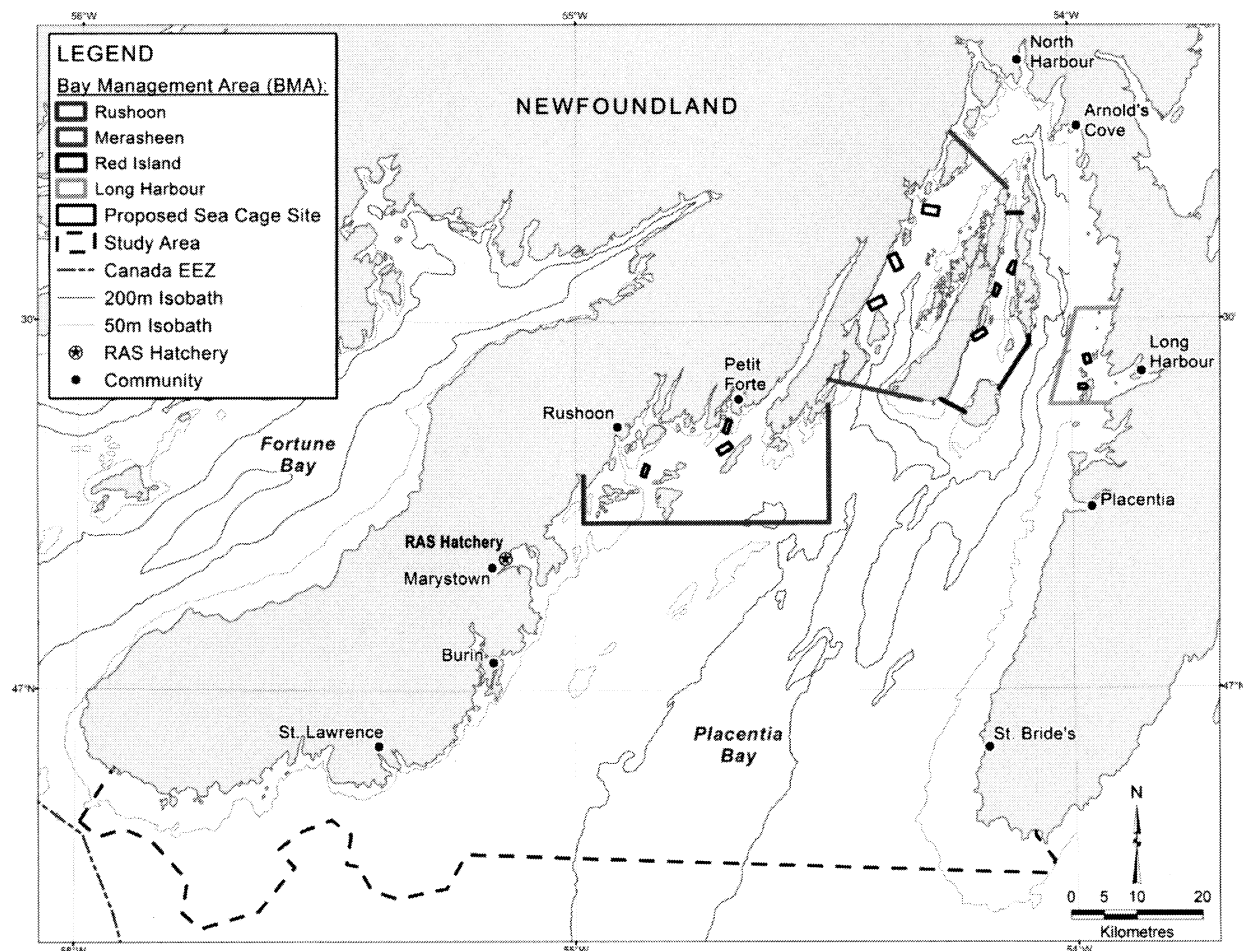 56°W
55°W
54°W
LEGEND
Bay Management Area (BMA):
Rushoon
Merasheen
Red Island
Long Harbour
Proposed Sea Cage Site
Study Area
Canada EEZ
200m Isobath
50m Isobath
RAS Hatchery
Community
NEWFOUNDLAND
North
Harbour
Arnold's
Cove
30'
30'
Long
Harbour
Petit
Forte
Rushoon
Fortune
Bay
Placentia
RAS Hatchery
Marystown
Burin
47°N
47°N
St. Lawrence
Placentia
Bay
St. Bride's
N
0 5 10 20
Kilometres
56°W
55°W
54°W